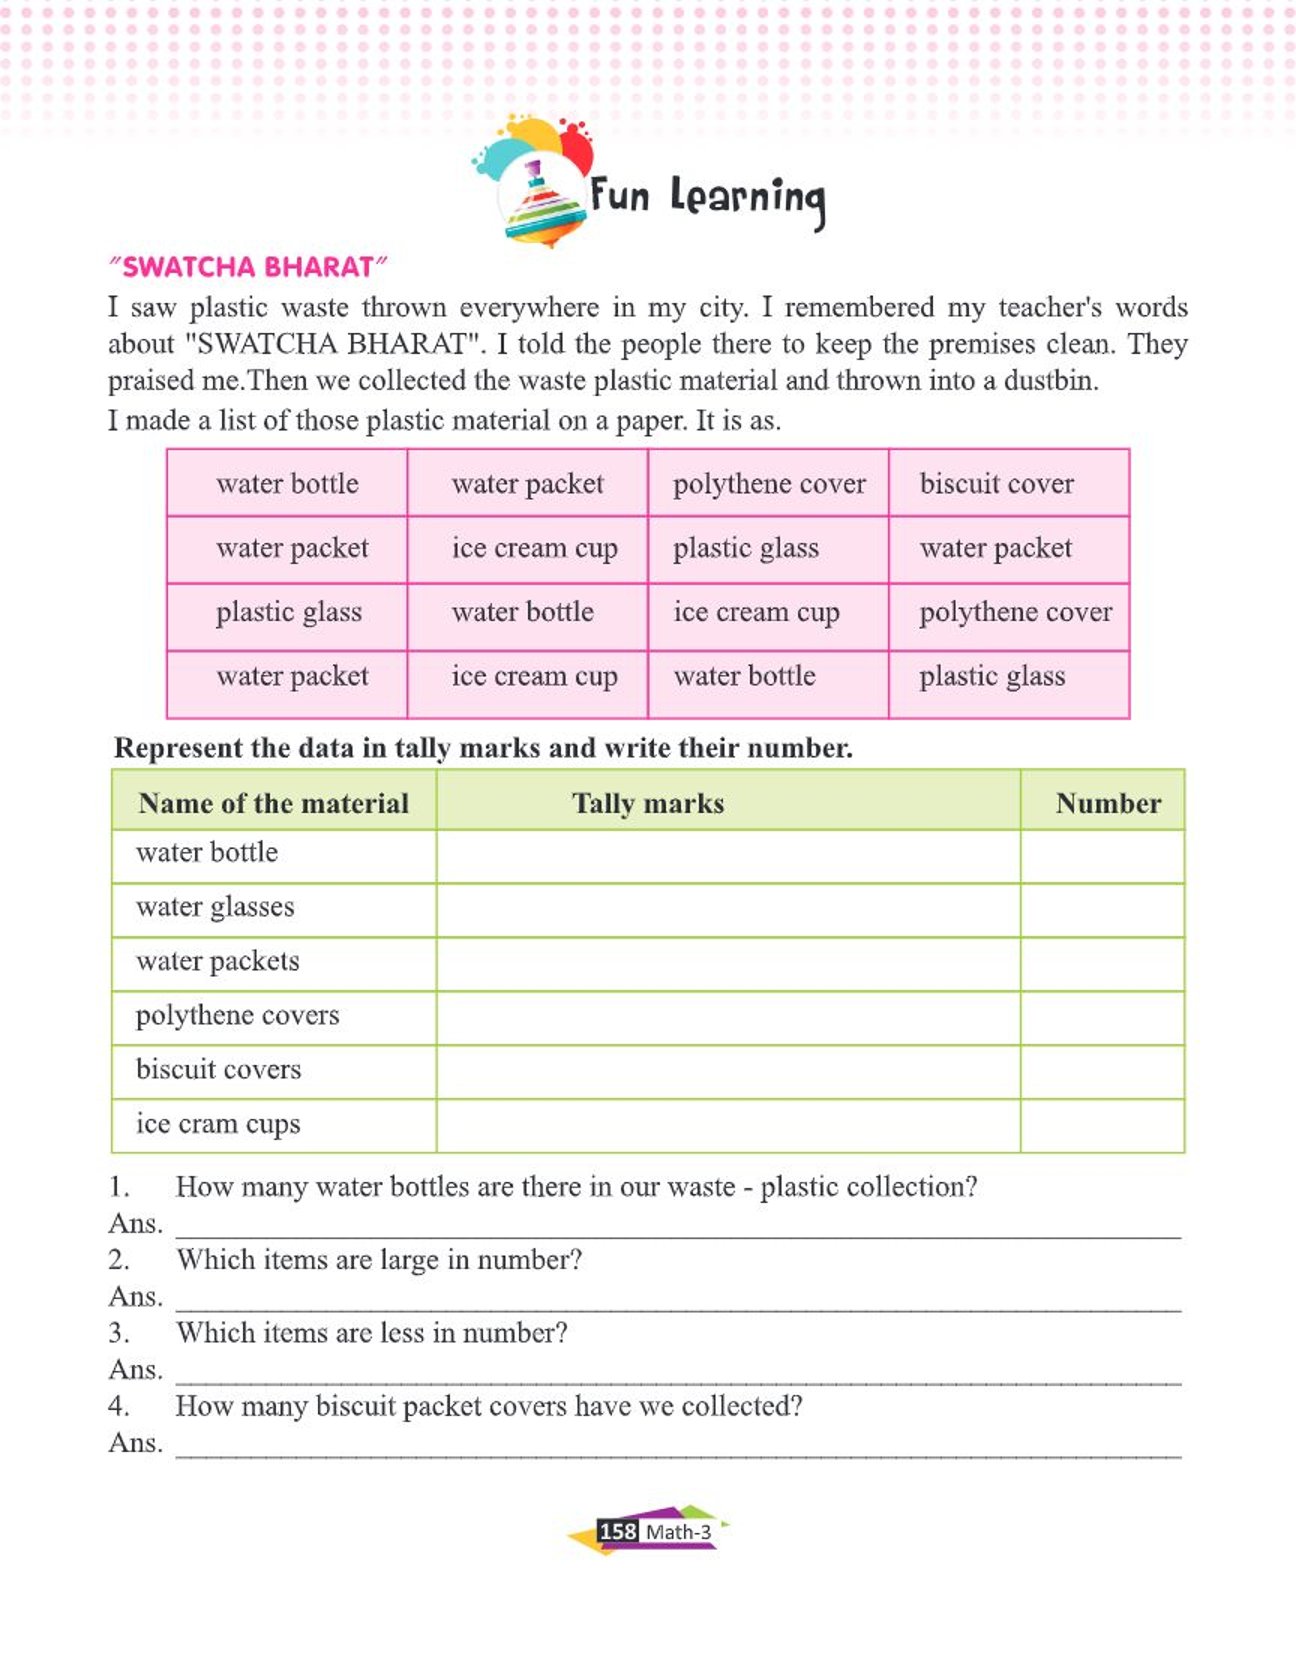 Fun Learning
"SWATCHA BHARAT"
I saw plastic waste thrown everywhere in my city. I remembered my teacher's words
about "SWATCHA BHARAT". I told the people there to keep the premises clean. They
praised me.Then we collected the waste plastic material and thrown into a dustbin.
I made a list of those plastic material on a paper. It is as.
water bottle water packet polythene cover biscuit cover
water packet ice cream cup plastic glass water packet
plastic glass water bottle ice cream cup polythene cover
water packet ice cream cup water bottle plastic glass
Represent the data in tally marks and write their number.
Name of the material Tally marks Number
water bottle
water glasses
water packets
polythene covers
biscuit covers
ice cram cups
1. How many water bottles are there in our waste - plastic collection?
Ans.
2. Which items are large in number?
Ans.
3. Which items are less in number?
Ans.
4. How many biscuit packet covers have we collected?
Ans.
158 Math-3